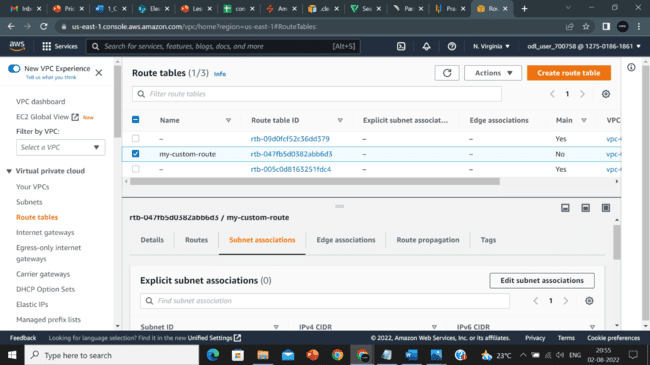 Inb
Pric
1_C
Ele
Les
con
Am
.cle
Sea
Par
Pra
Ro
us-east-1.console.aws.amazon.com/vpc/home?region=us-east-1#RouteTables:
aws
Services
Search for services, features, blogs, docs, and more
[Alt+S]
N. Virginia
odl_user_700758 @ 1275-0186-1861
New VPC Experience
Tell us what you think
VPC dashboard
EC2 Global View
New
Filter by VPC:
Select a VPC
Virtual private cloud
Your VPCs
Subnets
Route tables
Internet gateways
Egress-only internet
gateways
Carrier gateways
DHCP Option Sets
Elastic IPs
Managed prefix lists
Route tables (1/3) Info
Actions
Create route table
Filter route tables
1
Name
Route table ID
Explicit subnet associat...
Edge associations
Main
VPC
– rtb-09d0fcf52c36dd379 – – Yes vpc-
my-custom-route rtb-047fb5d0382abb6d3 – – No vpc-
– rtb-005c0d8163251fdc4 – – Yes vpc-
rtb-047fb5d0382abb6d3 / my-custom-route
Details
Routes
Subnet associations
Edge associations
Route propagation
Tags
Explicit subnet associations (0)
Edit subnet associations
Find subnet association
1
Subnet ID
IPv4 CIDR
IPv6 CIDR
Feedback
Looking for language selection? Find it in the new Unified Settings
© 2022, Amazon Web Services, Inc. or its affiliates.
Privacy
Terms
Cookie preferences
Type here to search
23°C
ENG
20:55
02-08-2022